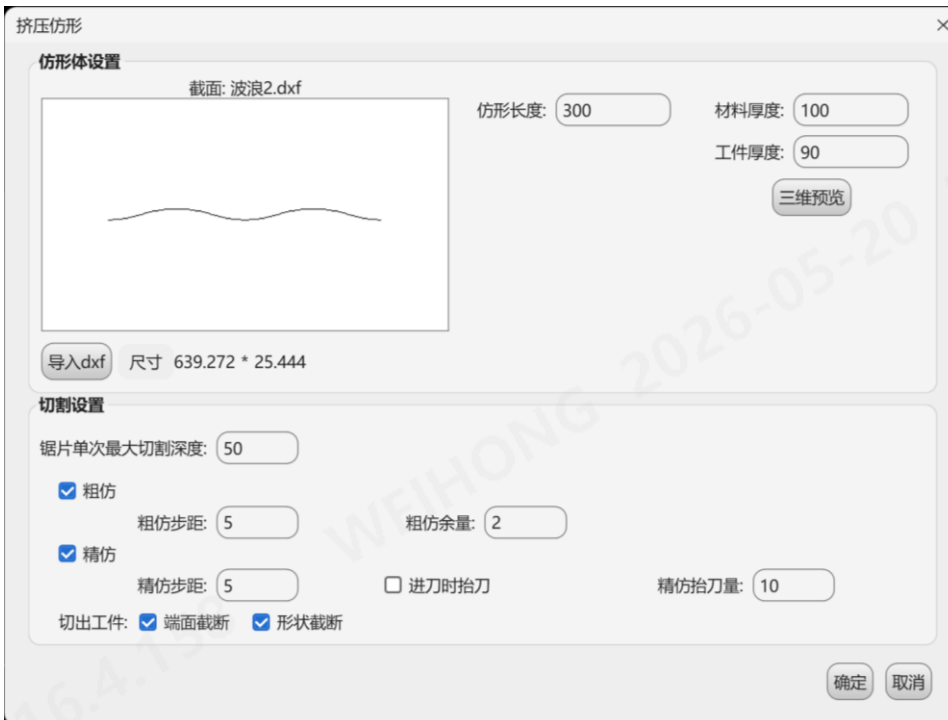 挤压仿形
仿形体设置
截面: 波浪2.dxf
仿形长度: 300
材料厚度: 100
工件厚度: 90
三维预览
导入dxf 尺寸 639.272 * 25.444
切割设置
锯片单次最大切割深度: 50
粗仿
粗仿步距: 5 粗仿余量: 2
精仿
精仿步距: 5 进刀时抬刀 精仿抬刀量: 10
切出工件: 端面截断 形状截断
确定 取消
WEIHONG 2026-05-20